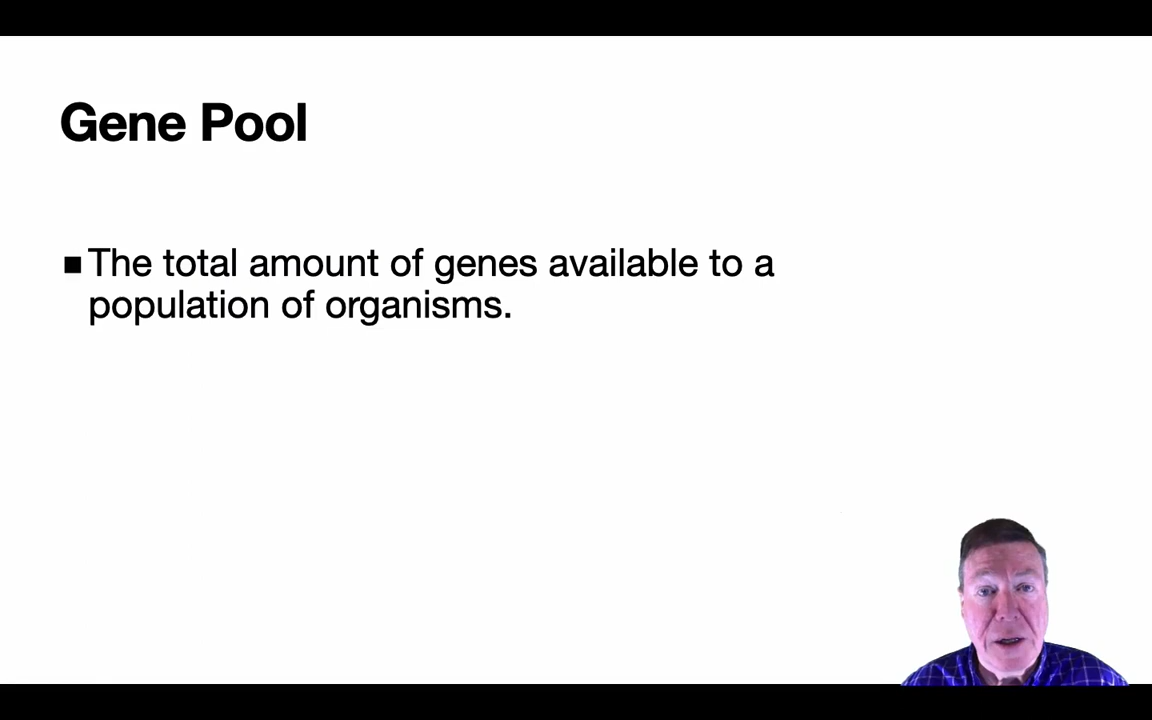 Gene Pool
■The total amount of genes available to a
population of organisms.